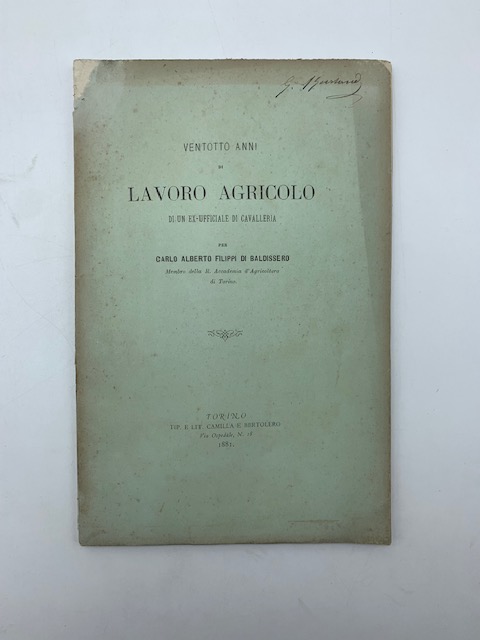 VENTOTTO ANNI
DI
LAVORO AGRICOLO
DI UN EX-UFFICIALE DI CAVALLERIA
PER
CARLO ALBERTO FILIPPI DI BALDISSERO
Membro della R. Accademia d'Agricoltura
di Torino
TORINO
TIP. E LIT. CAMILLA E BERTOLERO
Via Ospedale, N. 18
1881.